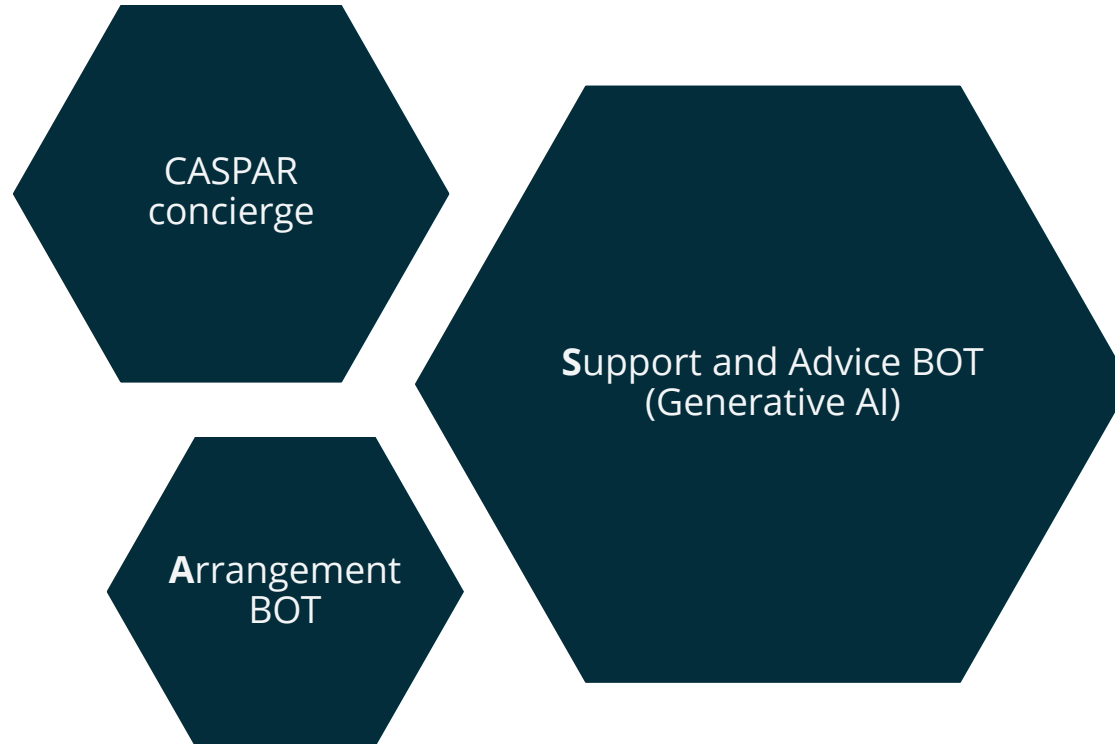 CASPAR
concierge
Support and Advice BOT
(Generative AI)
Arrangement
BOT